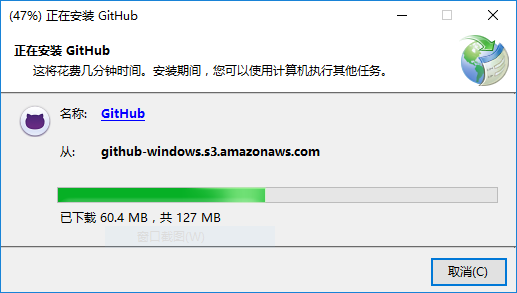 (47%) 正在安装 GitHub
正在安装 GitHub
这将花费几分钟时间。安装期间，您可以使用计算机执行其他任务。
名称: GitHub
从: github-windows.s3.amazonaws.com
已下载 60.4 MB，共 127 MB
窗口截图(W)
取消(C)